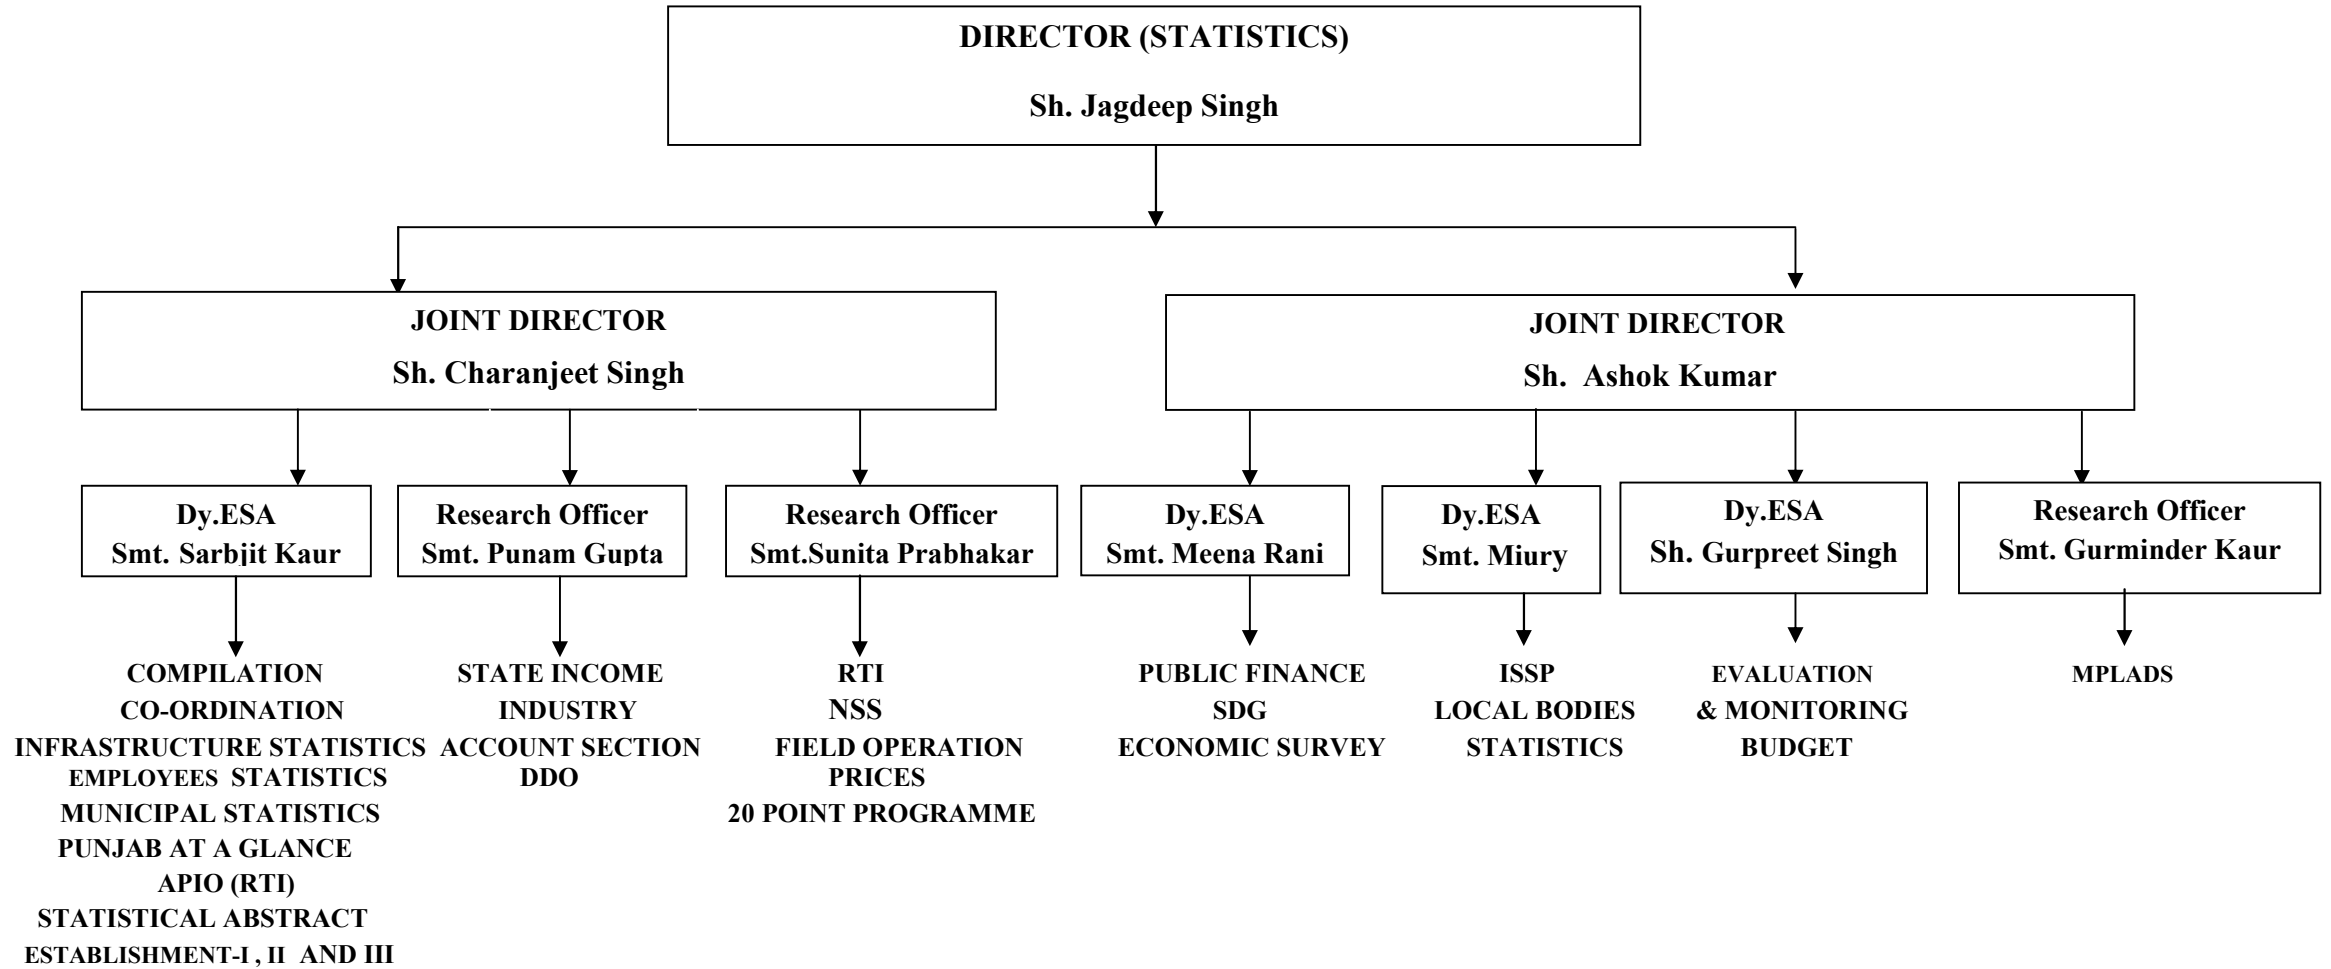 DIRECTOR (STATISTICS)
Sh. Jagdeep Singh
JOINT DIRECTOR
Sh. Charanjeet Singh
JOINT DIRECTOR
Sh. Ashok Kumar
Dy.ESA
Smt. Sarbjit Kaur
Research Officer
Smt. Punam Gupta
Research Officer
Smt.Sunita Prabhakar
Dy.ESA
Smt. Meena Rani
Dy.ESA
Smt. Miury
Dy.ESA
Sh. Gurpreet Singh
Research Officer
Smt. Gurminder Kaur
COMPILATION
CO-ORDINATION
INFRASTRUCTURE STATISTICS
EMPLOYEES STATISTICS
MUNICIPAL STATISTICS
PUNJAB AT A GLANCE
APIO (RTI)
STATISTICAL ABSTRACT
ESTABLISHMENT-I , II AND III
STATE INCOME
INDUSTRY
ACCOUNT SECTION
DDO
RTI
NSS
FIELD OPERATION
PRICES
20 POINT PROGRAMME
PUBLIC FINANCE
SDG
ECONOMIC SURVEY
ISSP
LOCAL BODIES
STATISTICS
EVALUATION
& MONITORING
BUDGET
MPLADS